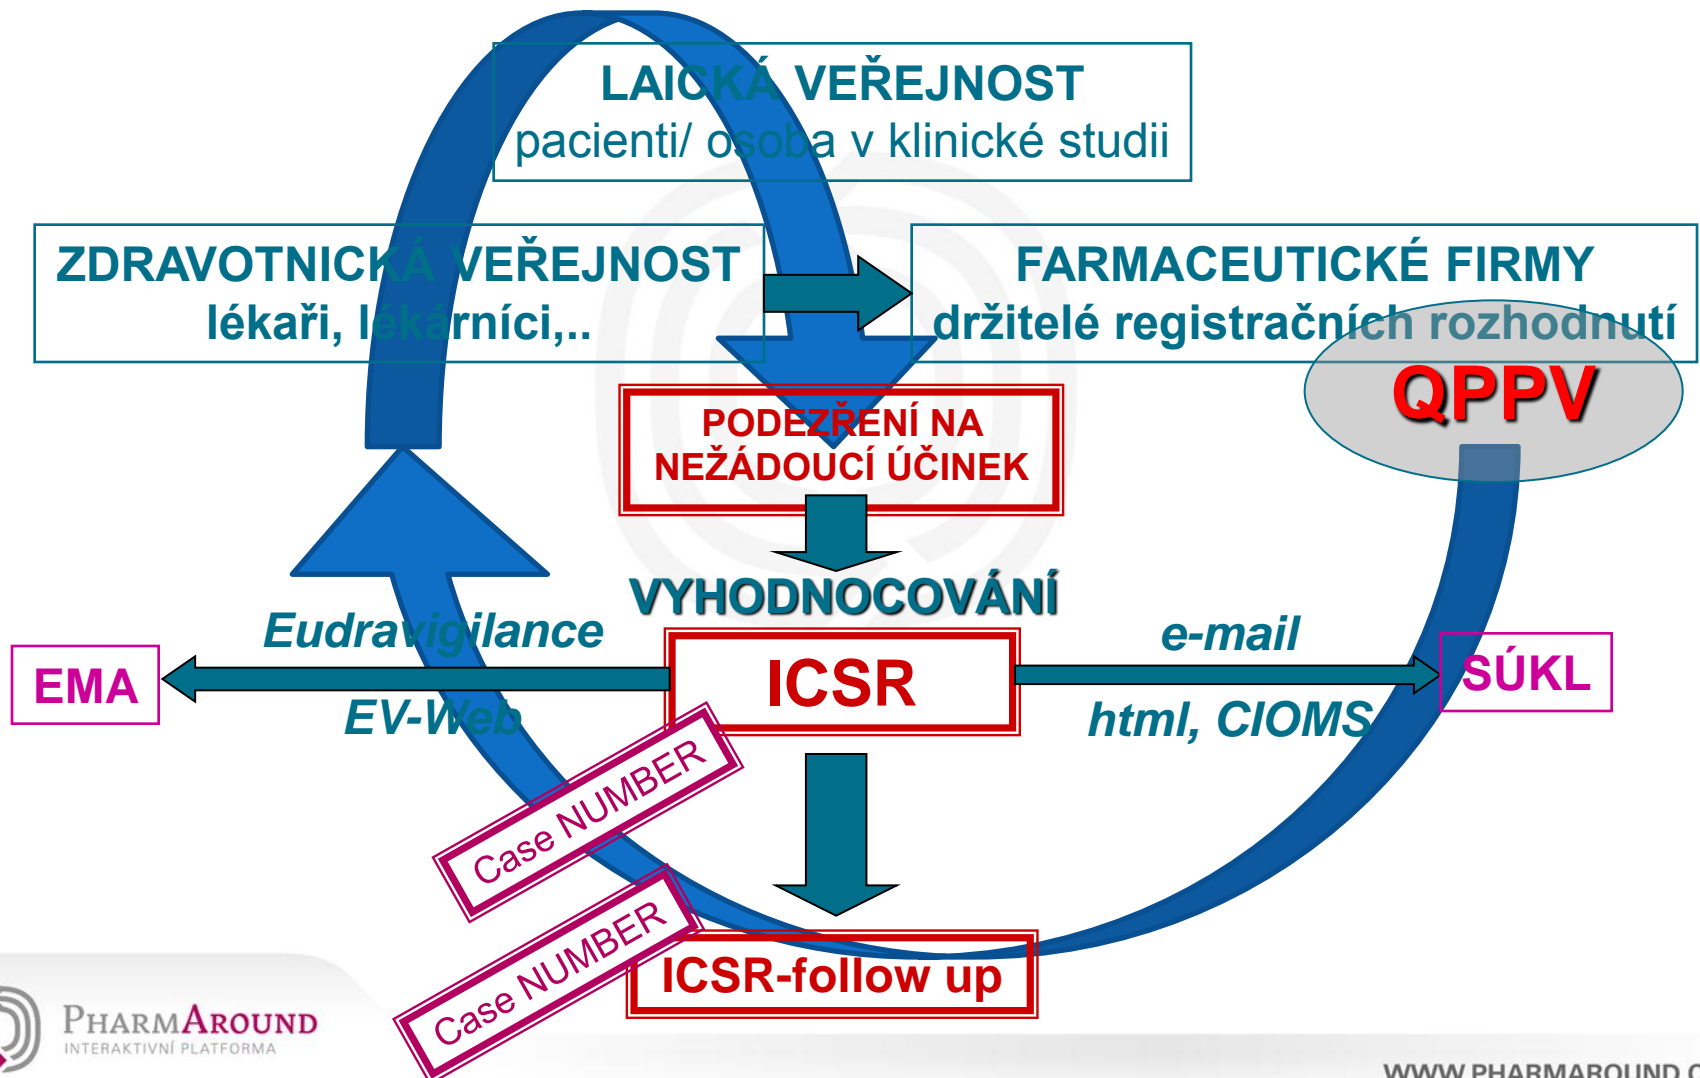 LAICKÁ VEŘEJNOST
pacienti/ osoba v klinické studii
ZDRAVOTNICKÁ VEŘEJNOST
lékaři, lékárníci,..
FARMACEUTICKÉ FIRMY
držitelé registračních rozhodnutí
QPPV
PODEZŘENÍ NA
NEŽÁDOUCÍ ÚČINEK
VYHODNOCOVÁNÍ
Eudravigilance
EV-Web
EMA
ICSR
e-mail
html, CIOMS
SÚKL
Case NUMBER
Case NUMBER
ICSR-follow up
PHARMAROUND
INTERAKTIVNÍ PLATFORMA
WWW.PHARMAROUND.C